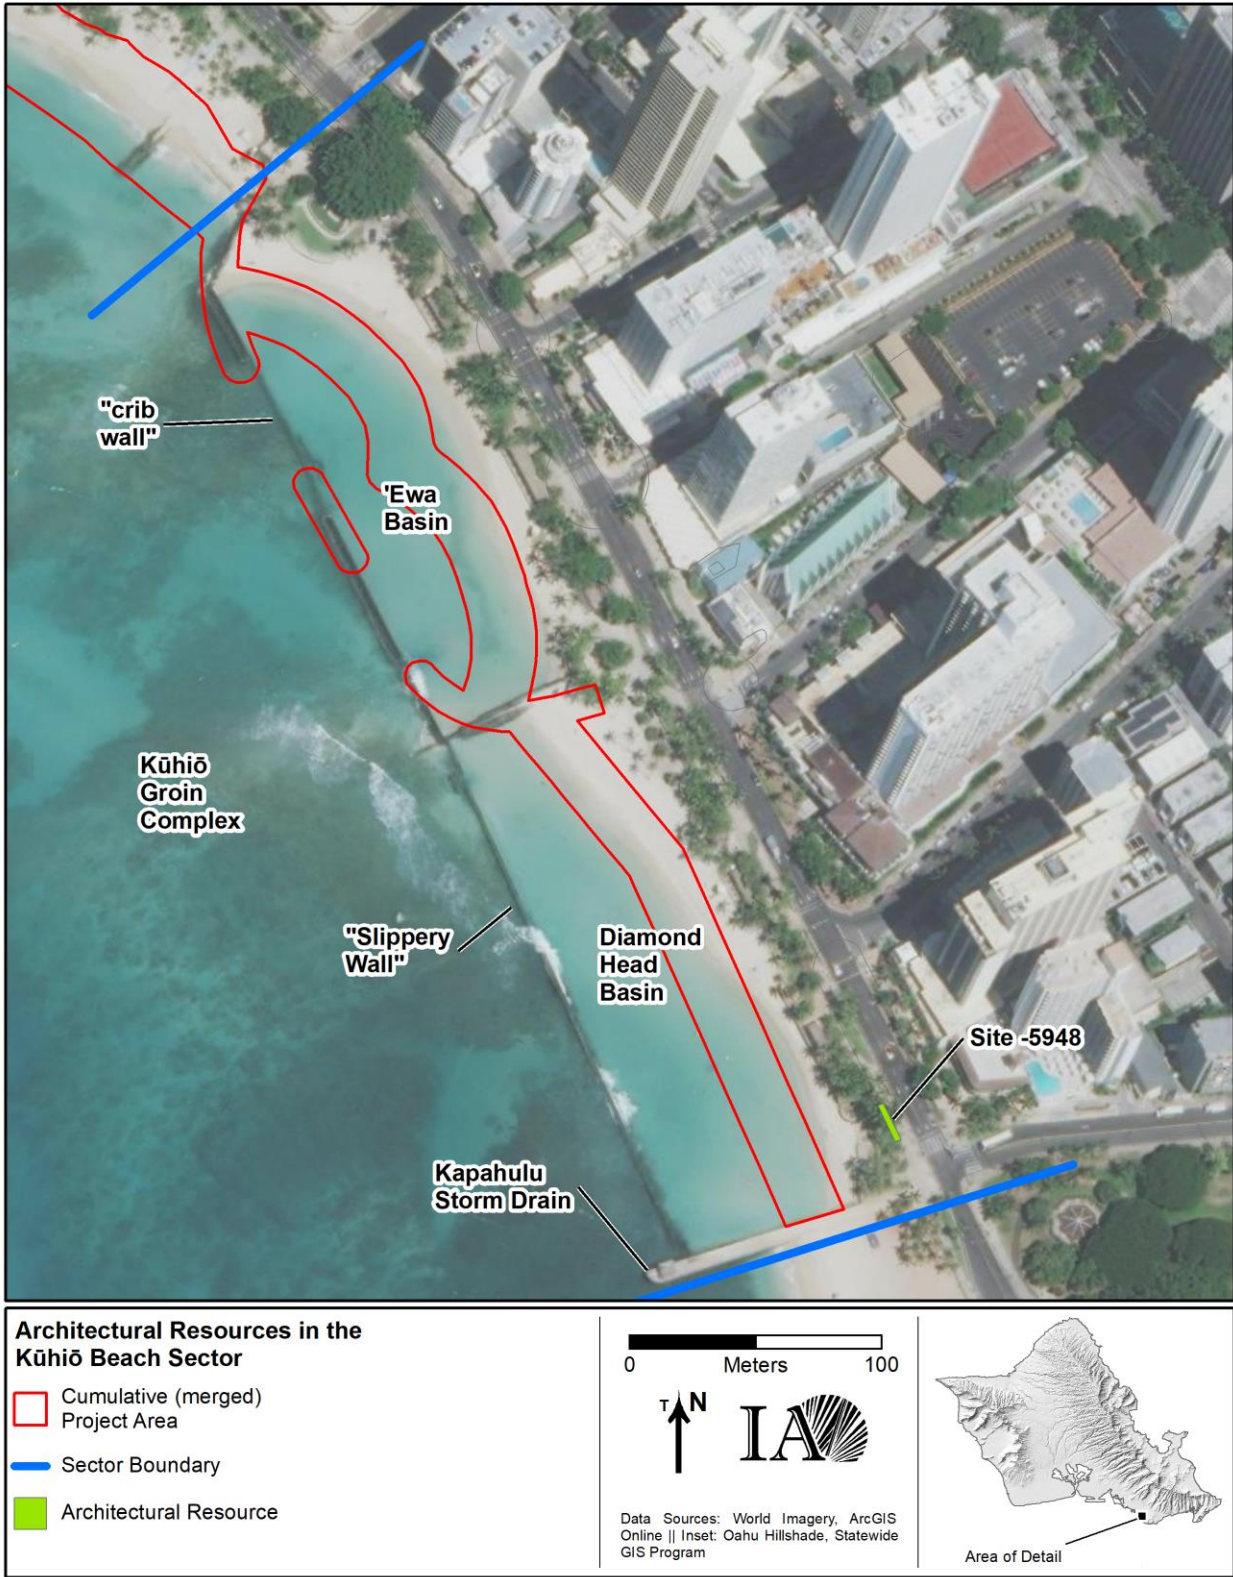 "crib
wall"
'Ewa
Basin
Kūhiō
Groin
Complex
"Slippery
Wall"
Diamond
Head
Basin
Site -5948
Kapahulu
Storm Drain
Architectural Resources in the
Kūhiō Beach Sector
Cumulative (merged)
Project Area
Sector Boundary
Architectural Resource
0 Meters 100
T N
IA
Data Sources: World Imagery, ArcGIS
Online || Inset: Oahu Hillshade, Statewide
GIS Program
Area of Detail